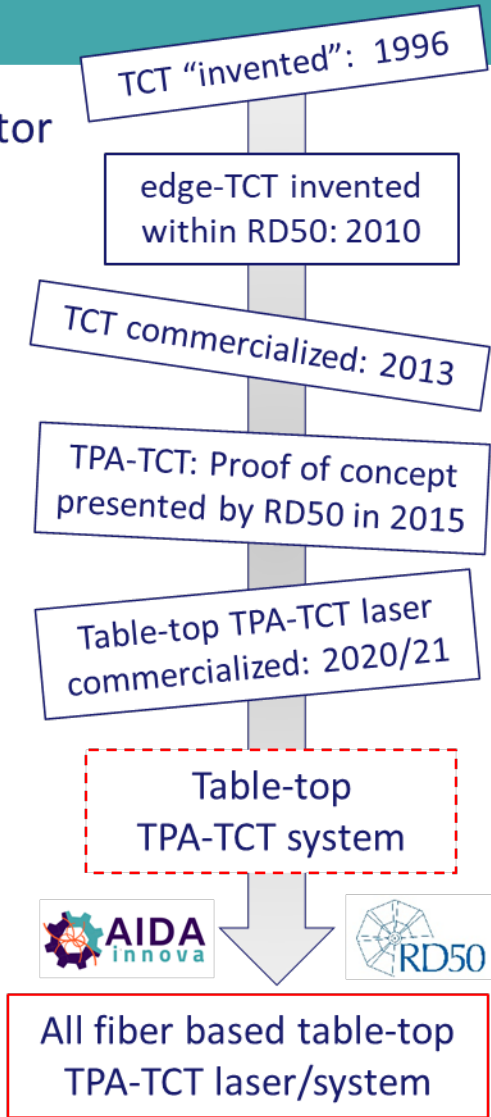 TCT “invented”: 1996
tor
edge-TCT invented
within RD50: 2010
TCT commercialized: 2013
TPA-TCT: Proof of concept
presented by RD50 in 2015
Table-top TPA-TCT laser
commercialized: 2020/21
Table-top
TPA-TCT system
AIDA
innova
RD50
All fiber based table-top
TPA-TCT laser/system